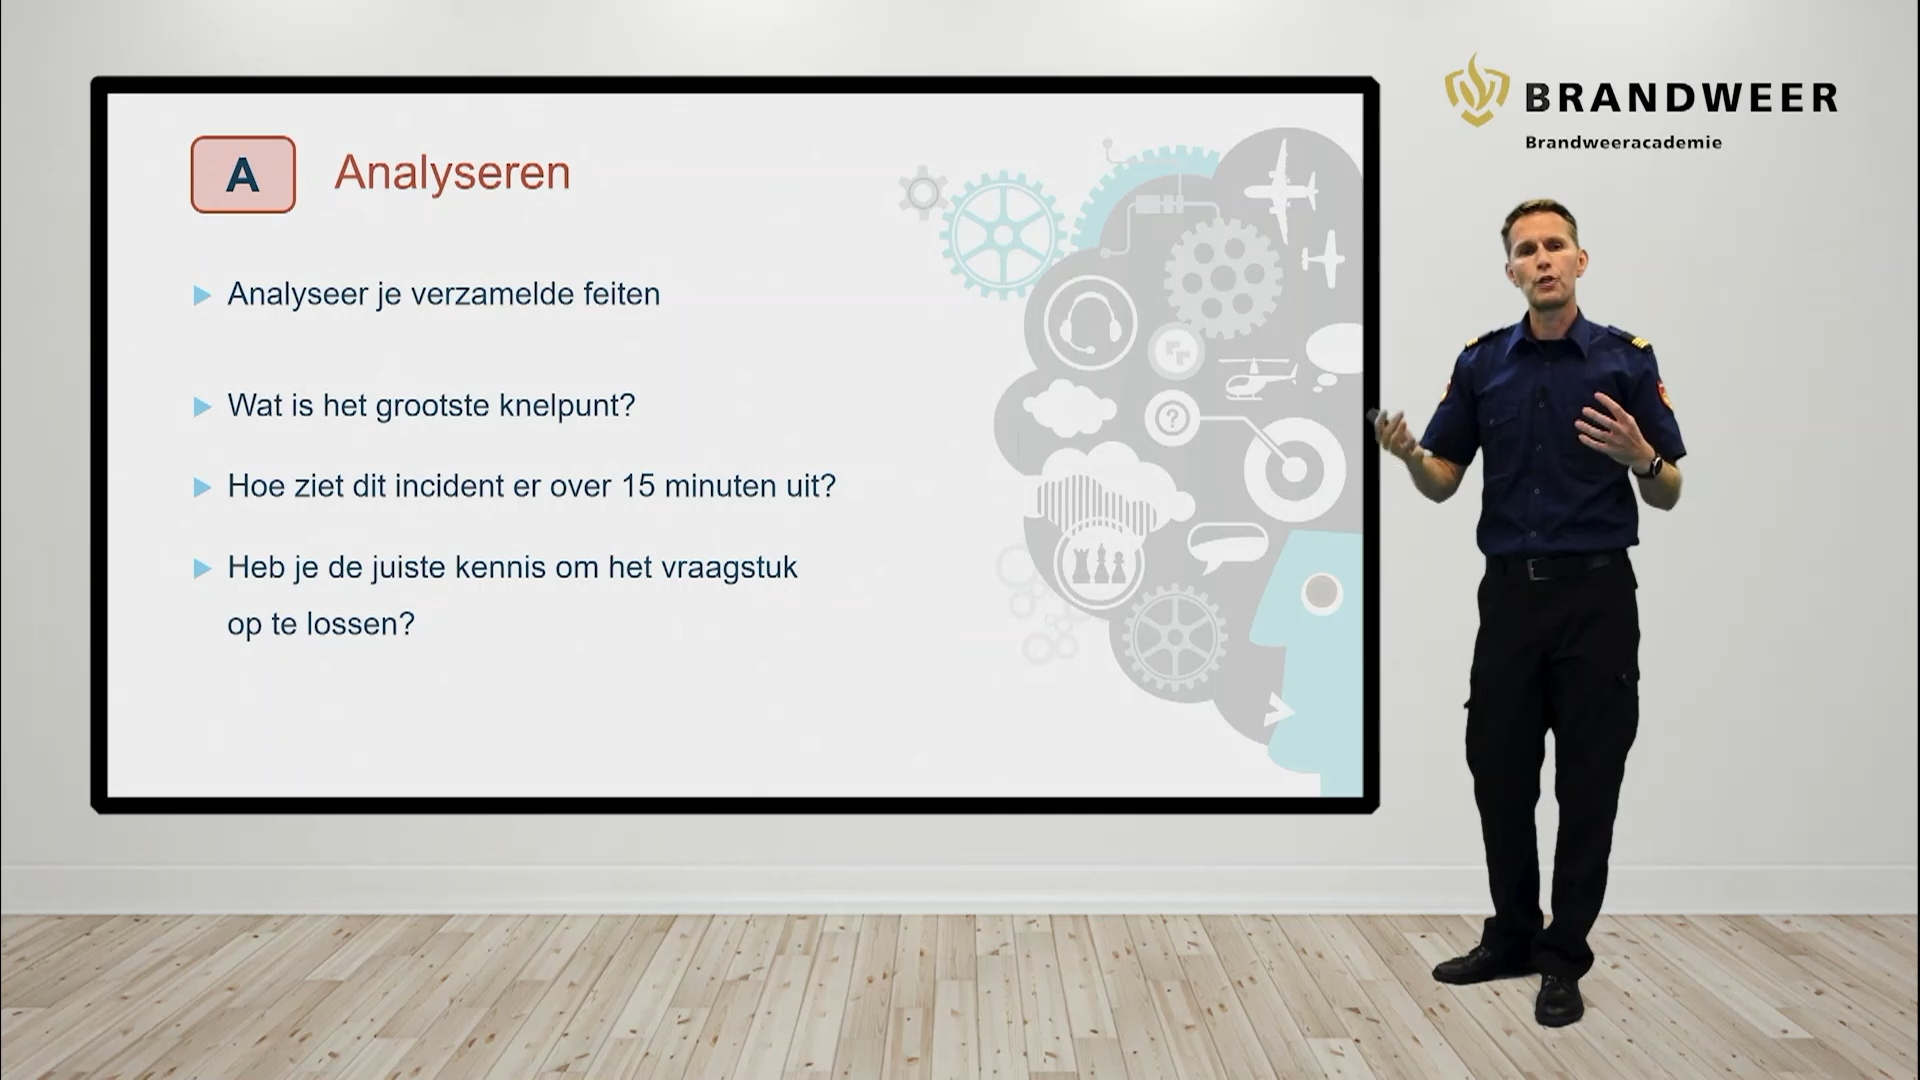 BRANDWEER
Brandweeracademie
A Analyseren
Analyseer je verzamelde feiten
Wat is het grootste knelpunt?
Hoe ziet dit incident er over 15 minuten uit?
Heb je de juiste kennis om het vraagstuk
op te lossen?
?